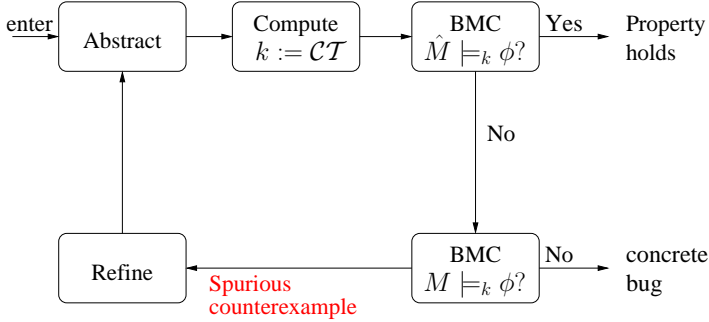 enter
Abstract
Compute
k := 𝒞𝒯
BMC
M̂ ⊨ₖ ϕ?
Yes
Property
holds
No
Refine
Spurious
counterexample
BMC
M ⊨ₖ ϕ?
No
concrete
bug